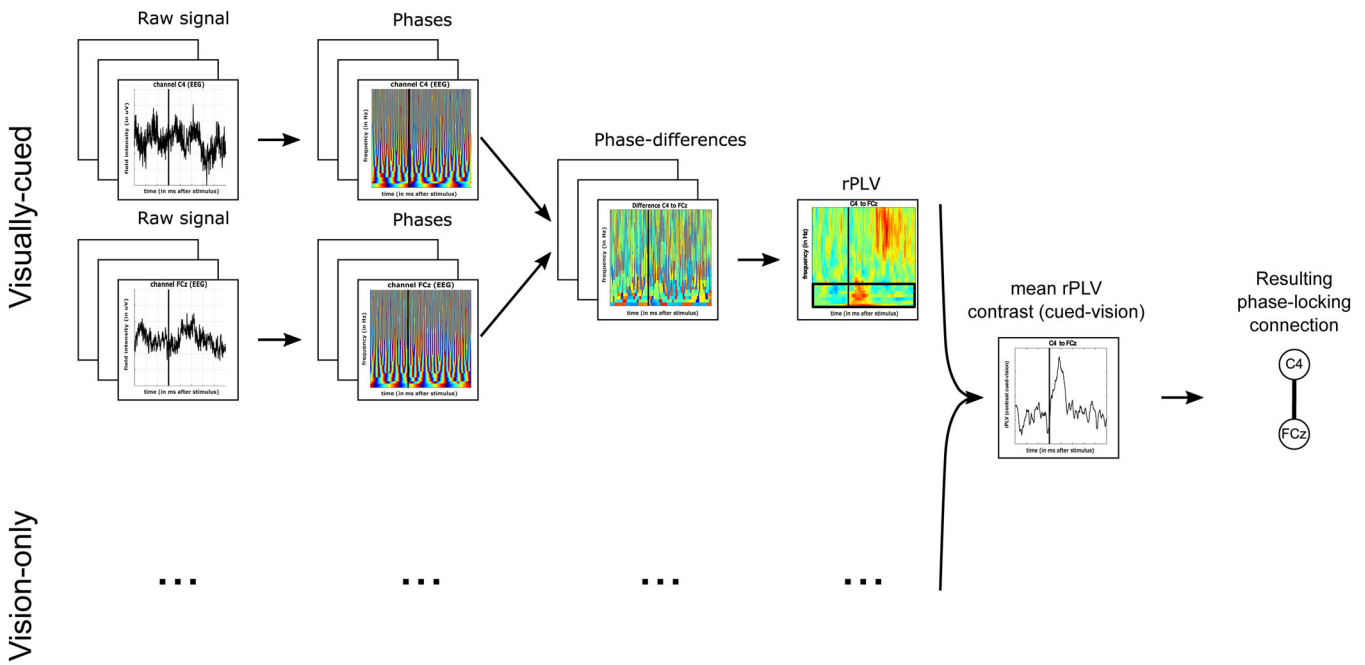 Visually-cued
Raw signal
channel C4 (EEG)
field intensity (in uV)
time (in ms after stimulus)
Phases
channel C4 (EEG)
frequency (in Hz)
time (in ms after stimulus)
Raw signal
channel FCz (EEG)
field intensity (in uV)
time (in ms after stimulus)
Phases
channel FCz (EEG)
frequency (in Hz)
time (in ms after stimulus)
Phase-differences
Difference C4 to FCz
frequency (in Hz)
time (in ms after stimulus)
rPLV
C4 to FCz
frequency (in Hz)
time (in ms after stimulus)
mean rPLV
contrast (cued-vision)
C4 to FCz
rPLV (contrast cued-vision)
time (in ms after stimulus)
Resulting
phase-locking
connection
C4
FCz
Vision-only
... ... ... ...